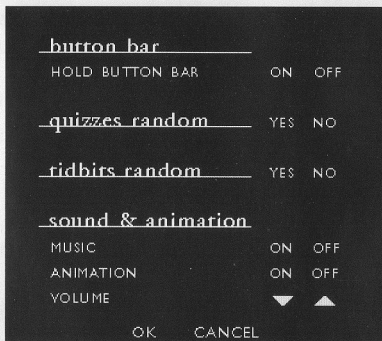 button bar
HOLD BUTTON BAR ON OFF
quizzes random YES NO
tidbits random YES NO
sound & animation
MUSIC ON OFF
ANIMATION ON OFF
VOLUME
OK CANCEL